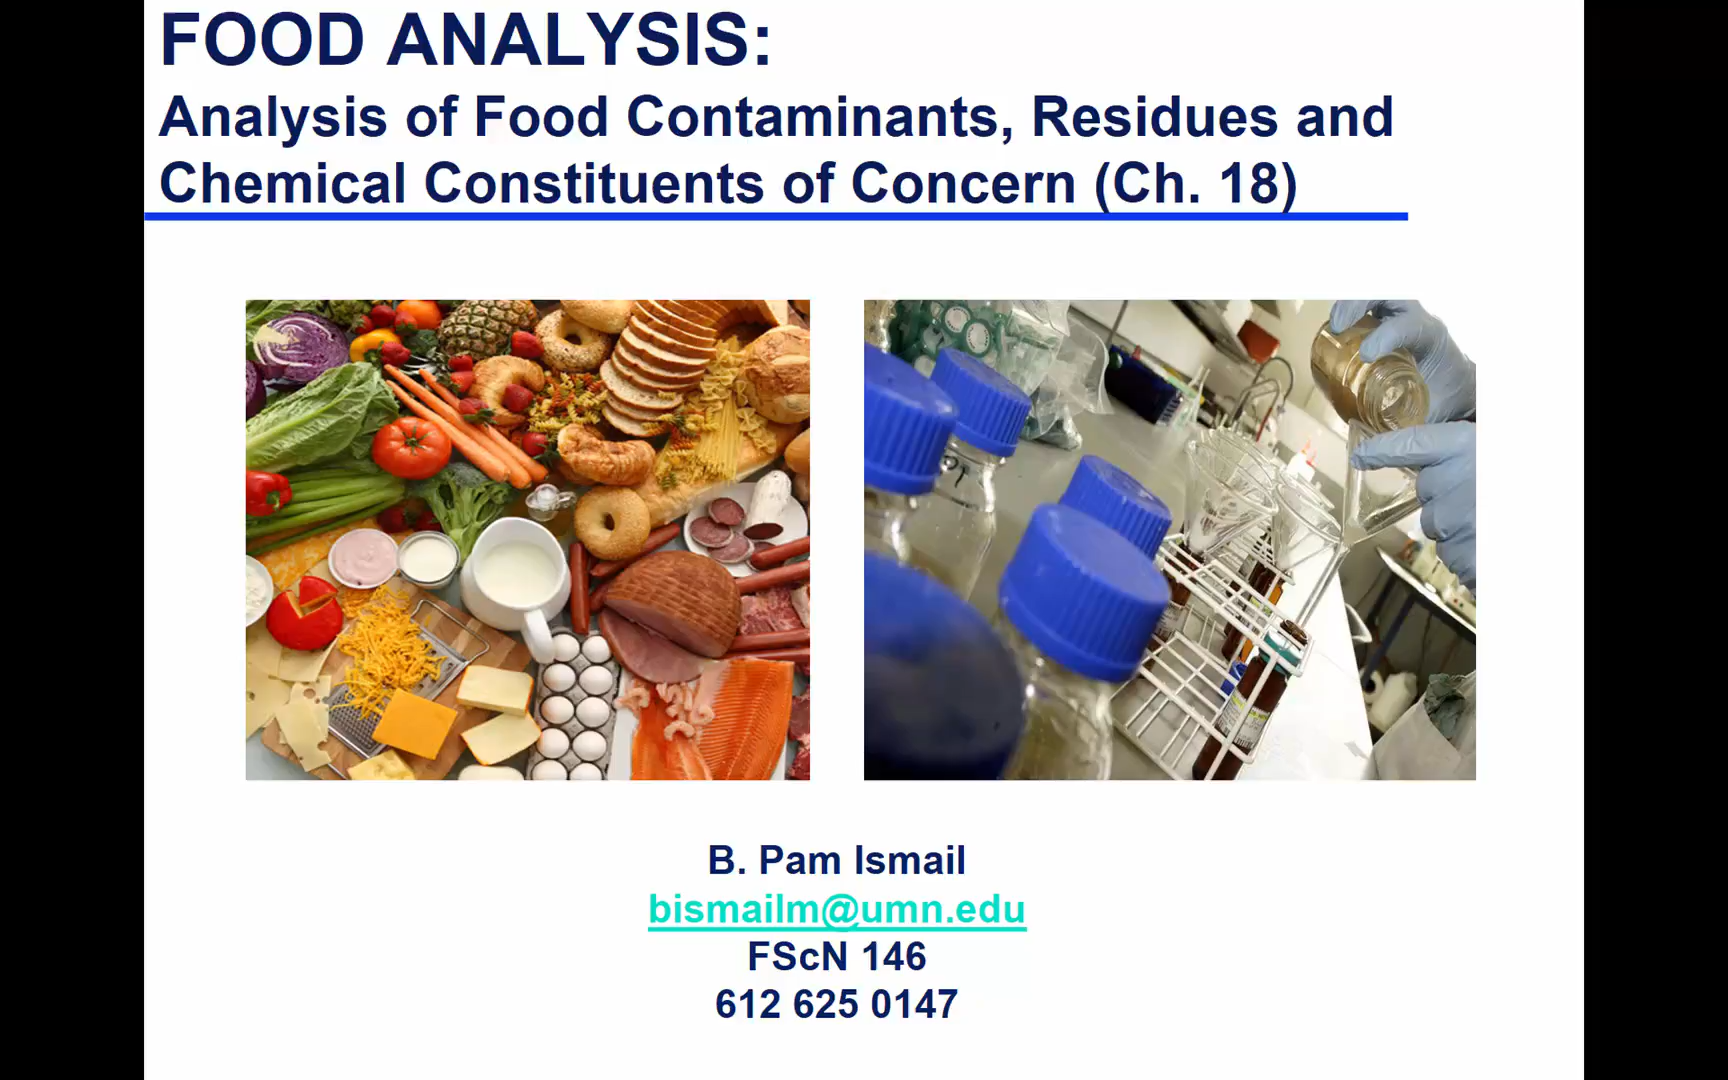 FOOD ANALYSIS:
Analysis of Food Contaminants, Residues and
Chemical Constituents of Concern (Ch. 18)
B. Pam Ismail
bismailm@umn.edu
FScN 146
612 625 0147